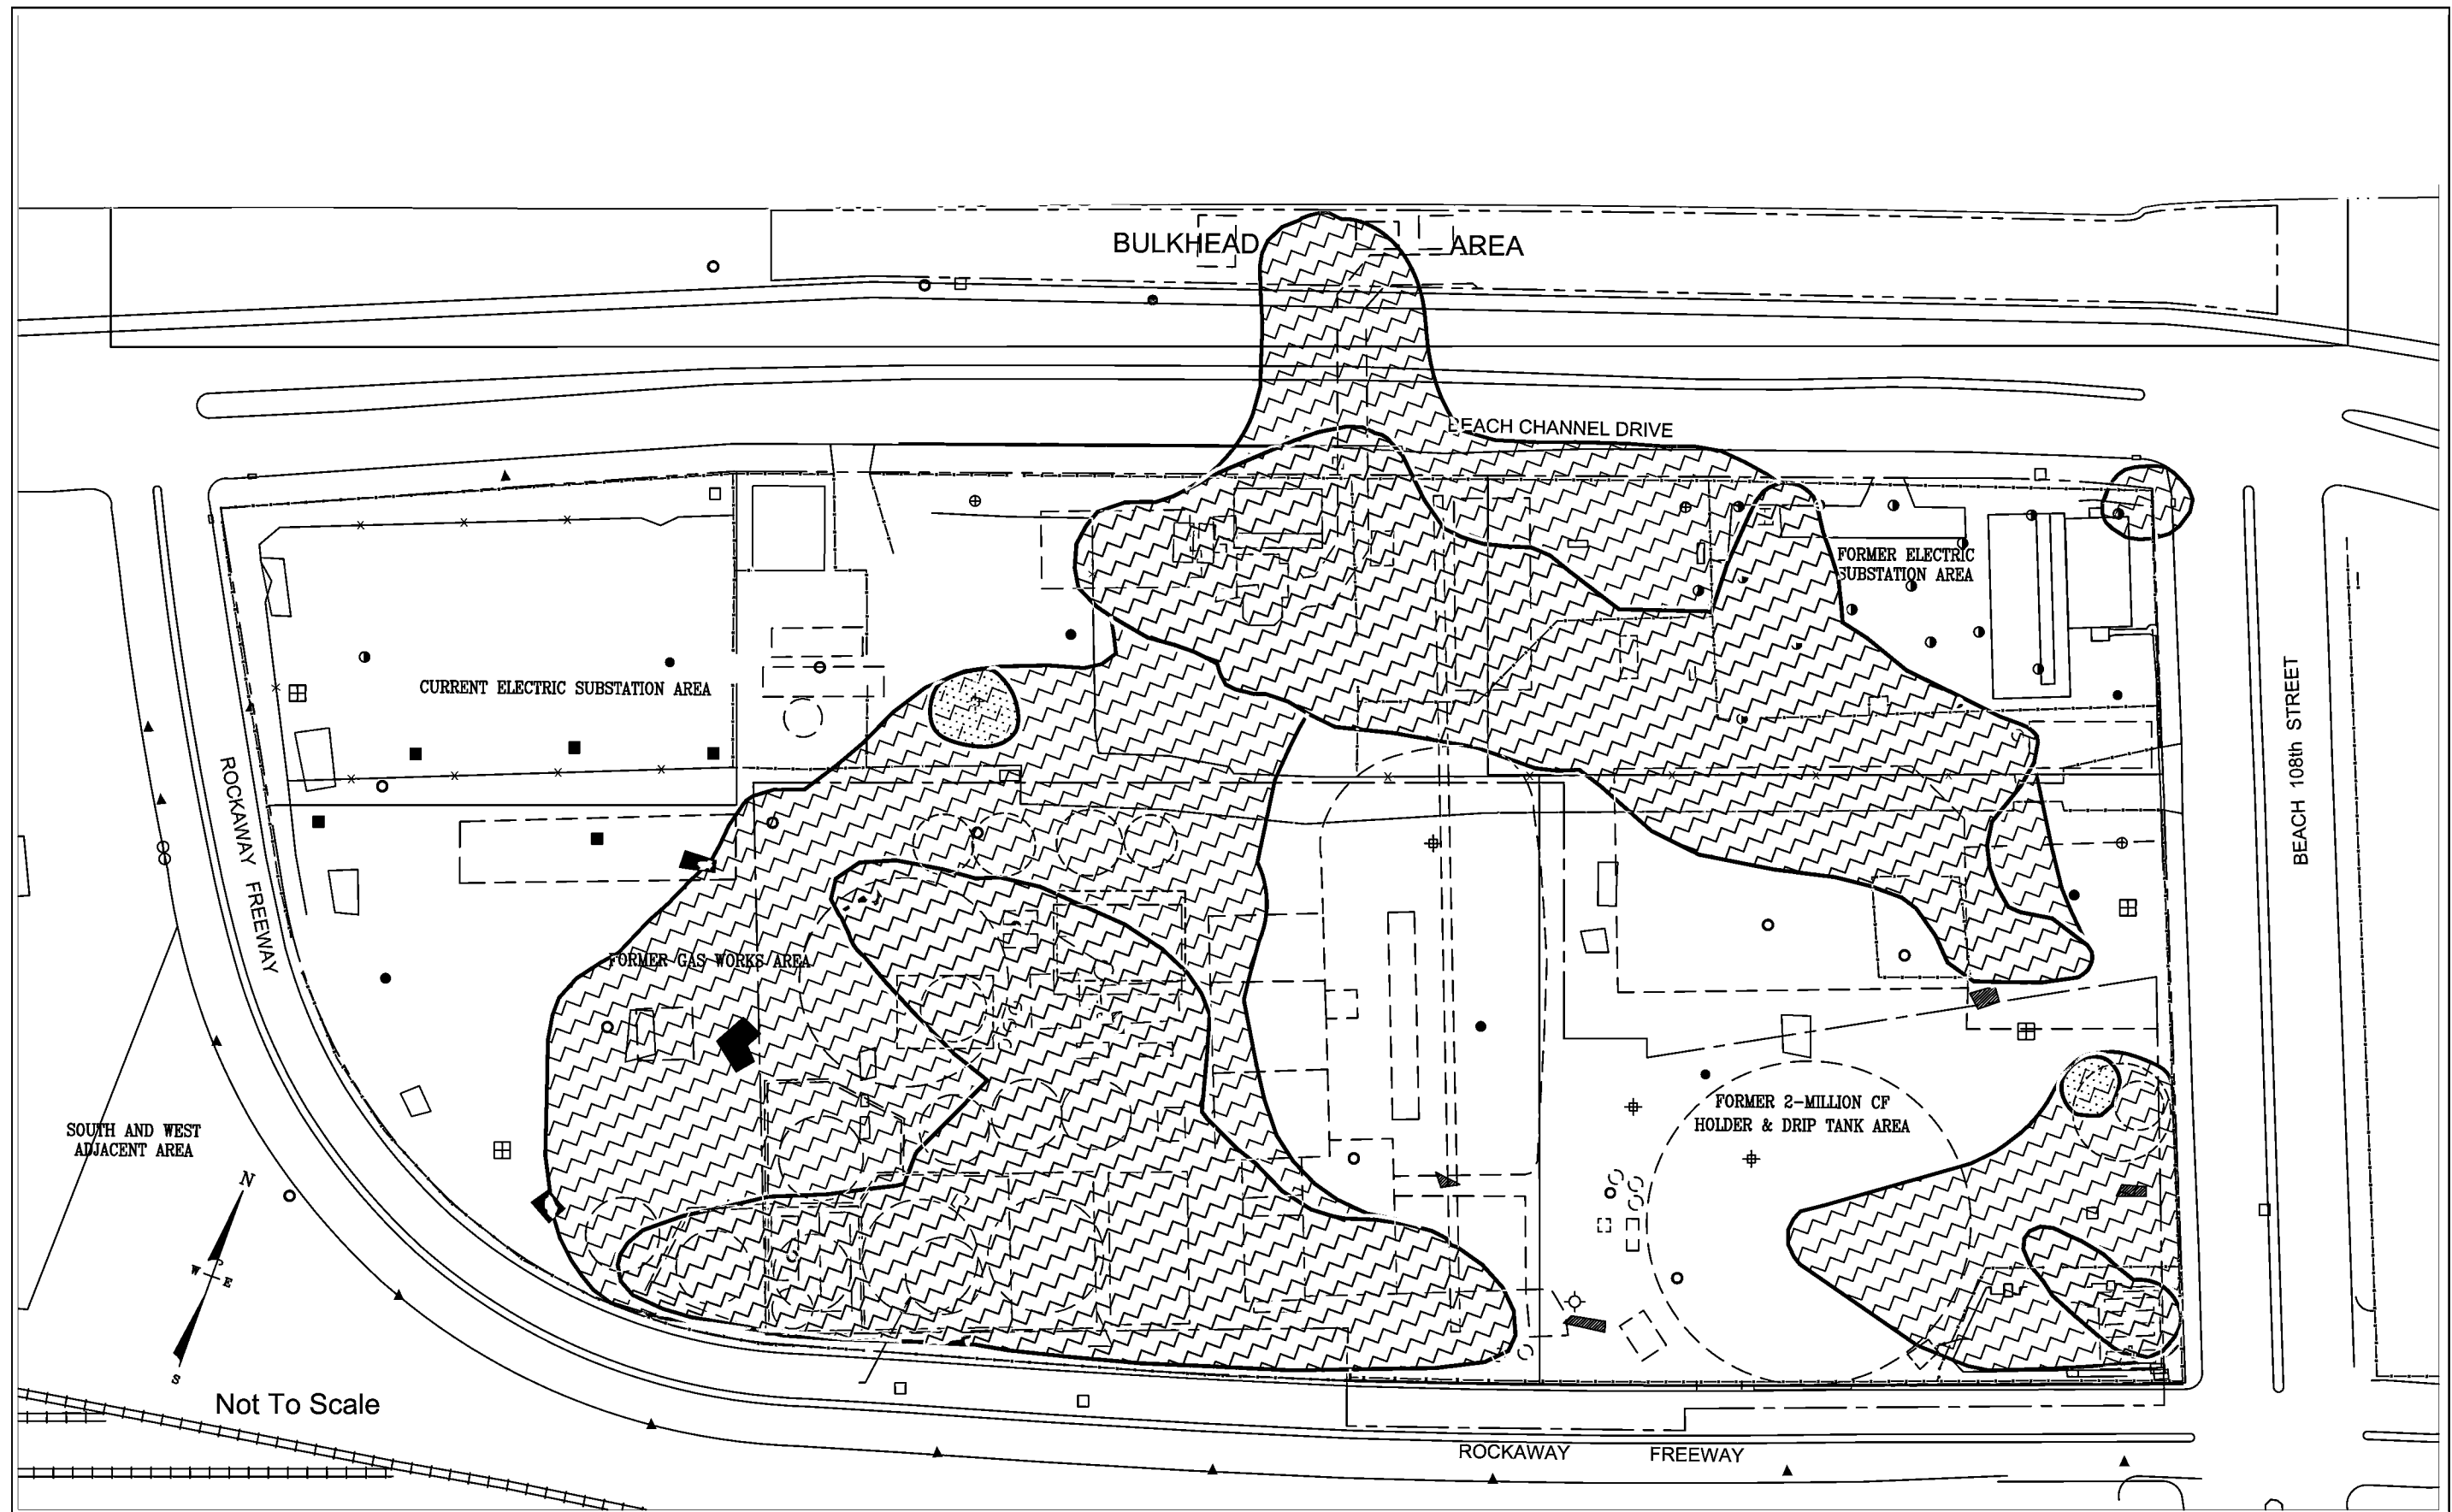 BULKHEAD AREA
BEACH CHANNEL DRIVE
FORMER ELECTRIC
SUBSTATION AREA
CURRENT ELECTRIC SUBSTATION AREA
BEACH 108th STREET
ROCKAWAY FREEWAY
FORMER GAS WORKS AREA
FORMER 2-MILLION CF
HOLDER & DRIP TANK AREA
SOUTH AND WEST
ADJACENT AREA
N
W E
S
Not To Scale
ROCKAWAY FREEWAY